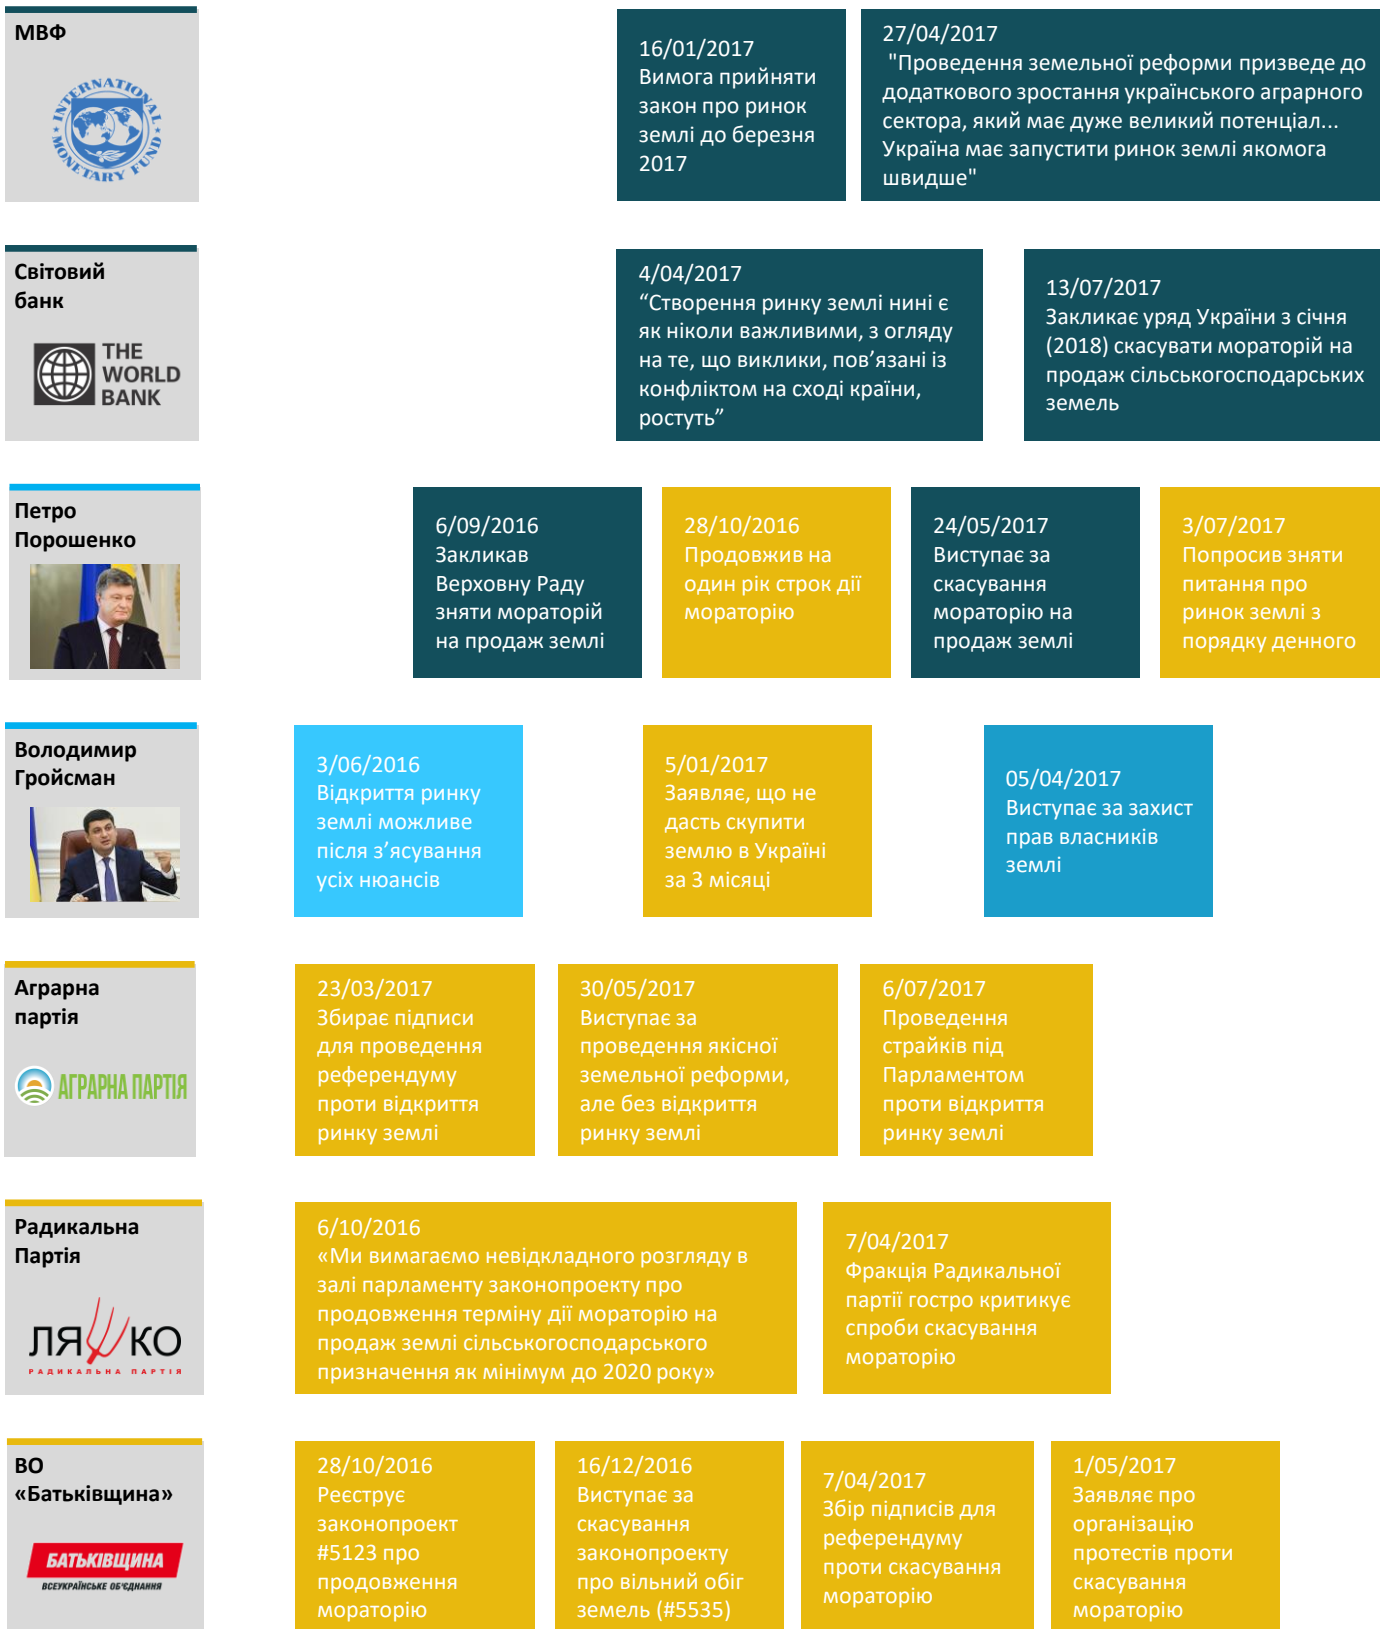 МВФ
INTERNATIONAL
MONETARY FUND
16/01/2017
Вимога прийняти
закон про ринок
землі до березня
2017
27/04/2017
"Проведення земельної реформи призведе до
додаткового зростання українського аграрного
сектора, який має дуже великий потенціал...
Україна має запустити ринок землі якомога
швидше"
Світовий
банк
THE
WORLD
BANK
4/04/2017
“Створення ринку землі нині є
як ніколи важливими, з огляду
на те, що виклики, пов’язані із
конфліктом на сході країни,
ростуть”
13/07/2017
Закликає уряд України з січня
(2018) скасувати мораторій на
продаж сільськогосподарських
земель
Петро
Порошенко
6/09/2016
Закликав
Верховну Раду
зняти мораторій
на продаж землі
28/10/2016
Продовжив на
один рік строк дії
мораторію
24/05/2017
Виступає за
скасування
мораторію на
продаж землі
3/07/2017
Попросив зняти
питання про
ринок землі з
порядку денного
Володимир
Гройсман
3/06/2016
Відкриття ринку
землі можливе
після з’ясування
усіх нюансів
5/01/2017
Заявляє, що не
дасть скупити
землю в Україні
за 3 місяці
05/04/2017
Виступає за захист
прав власників
землі
Аграрна
партія
АГРАРНА ПАРТІЯ
23/03/2017
Збирає підписи
для проведення
референдуму
проти відкриття
ринку землі
30/05/2017
Виступає за
проведення якісної
земельної реформи,
але без відкриття
ринку землі
6/07/2017
Проведення
страйків під
Парламентом
проти відкриття
ринку землі
Радикальна
Партія
ЛЯШКО
РАДИКАЛЬНА ПАРТІЯ
6/10/2016
«Ми вимагаємо невідкладного розгляду в
залі парламенту законопроекту про
продовження терміну дії мораторію на
продаж землі сільськогосподарського
призначення як мінімум до 2020 року»
7/04/2017
Фракція Радикальної
партії гостро критикує
спроби скасування
мораторію
ВО
«Батьківщина»
БАТЬКІВЩИНА
ВСЕУКРАЇНСЬКЕ ОБ'ЄДНАННЯ
28/10/2016
Реєструє
законопроект
#5123 про
продовження
мораторію
16/12/2016
Виступає за
скасування
законопроекту
про вільний обіг
земель (#5535)
7/04/2017
Збір підписів для
референдуму
проти скасування
мораторію
1/05/2017
Заявляє про
організацію
протестів проти
скасування
мораторію